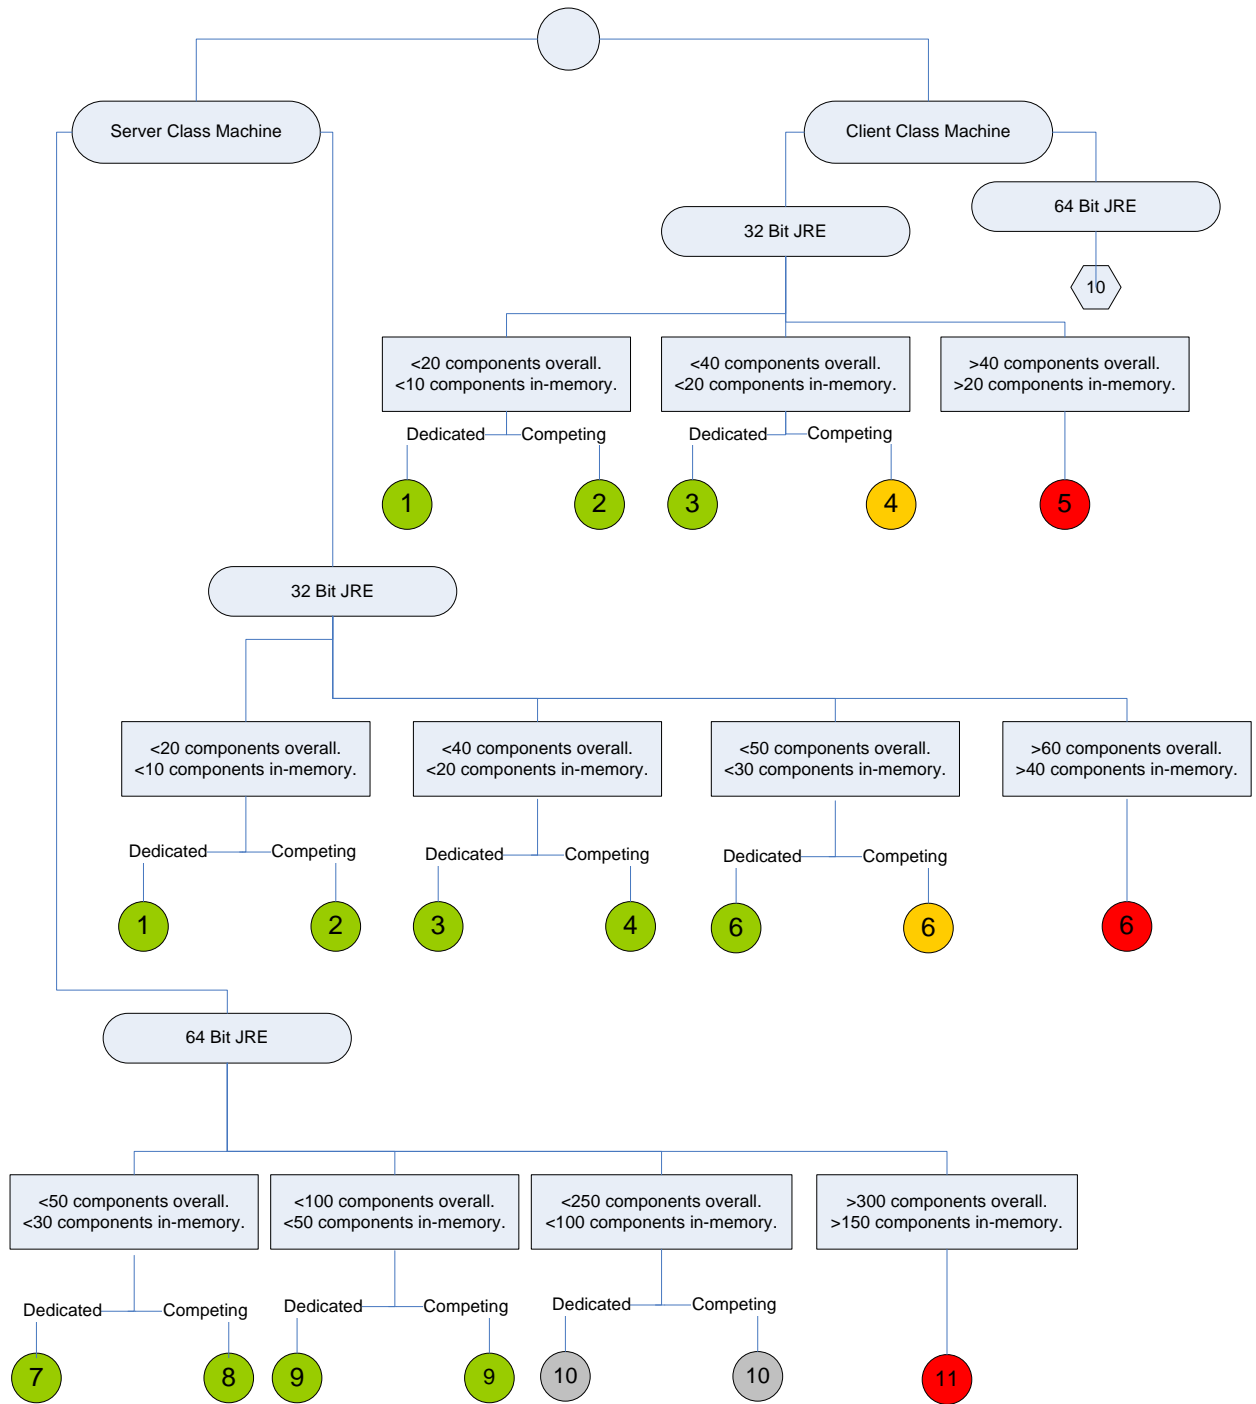 Server Class Machine
Client Class Machine
64 Bit JRE
32 Bit JRE
10
<20 components overall.
<10 components in-memory.
<40 components overall.
<20 components in-memory.
>40 components overall.
>20 components in-memory.
Dedicated
Competing
Dedicated
Competing
1
2
3
4
5
32 Bit JRE
<20 components overall.
<10 components in-memory.
<40 components overall.
<20 components in-memory.
<50 components overall.
<30 components in-memory.
>60 components overall.
>40 components in-memory.
Dedicated
Competing
Dedicated
Competing
Dedicated
Competing
1
2
3
4
6
6
6
64 Bit JRE
<50 components overall.
<30 components in-memory.
<100 components overall.
<50 components in-memory.
<250 components overall.
<100 components in-memory.
>300 components overall.
>150 components in-memory.
Dedicated
Competing
Dedicated
Competing
Dedicated
Competing
7
8
9
9
10
10
11